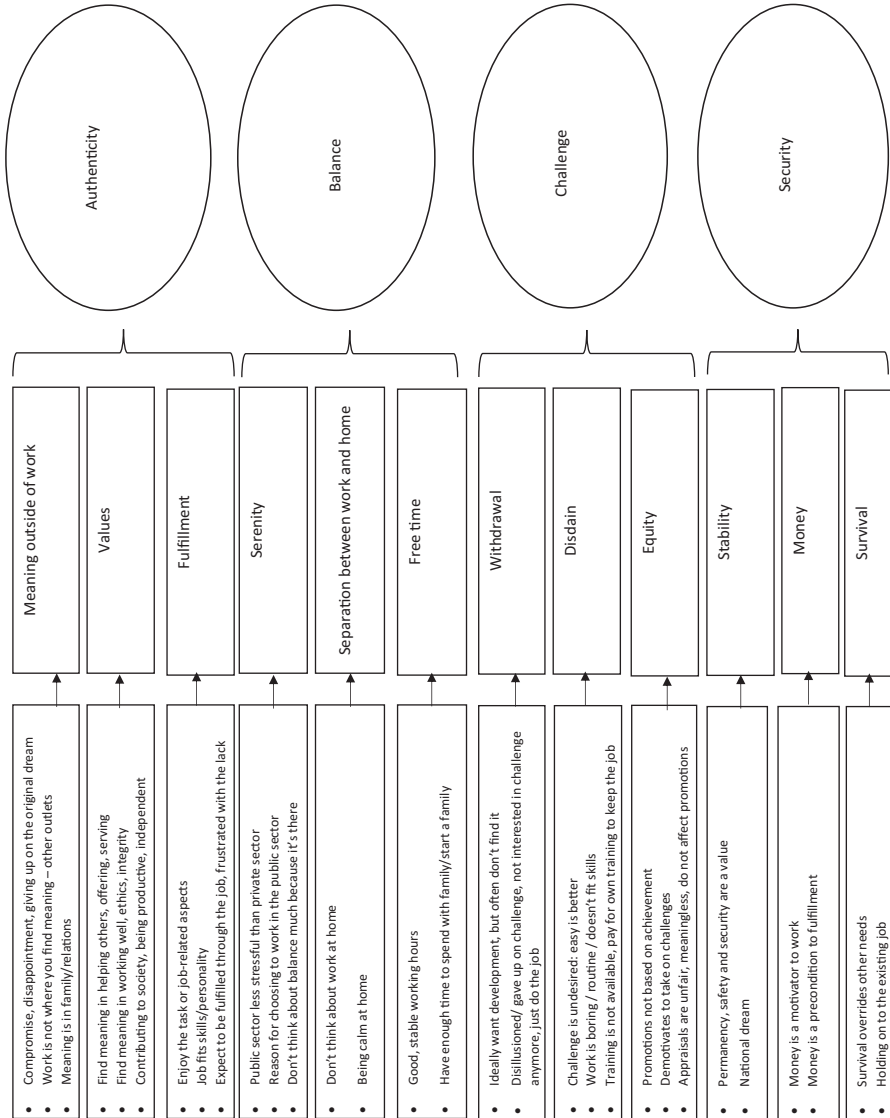 Compromise, disappointment, giving up on the original dream
Work is not where you find meaning – other outlets
Meaning is in family/relations
Meaning outside of work
Find meaning in helping others, offering, serving
Find meaning in working well, ethics, integrity
Contributing to society, being productive, independent
Values
Enjoy the task or job-related aspects
Job fits skills/personality
Expect to be fulfilled through the job, frustrated with the lack
Fulfillment
Authenticity
Public sector less stressful than private sector
Reason for choosing to work in the public sector
Don't think about balance much because it's there
Serenity
Don't think about work at home
Being calm at home
Separation between work and home
Good, stable working hours
Have enough time to spend with family/start a family
Free time
Balance
Ideally want development, but often don't find it
Disillusioned/ gave up on challenge, not interested in challenge
anymore, just do the job
Withdrawal
Challenge is undesired: easy is better
Work is boring / routine / doesn't fit skills
Training is not available, pay for own training to keep the job
Disdain
Promotions not based on achievement
Demotivates to take on challenges
Appraisals are unfair, meaningless, do not affect promotions
Equity
Challenge
Permanency, safety and security are a value
National dream
Stability
Money is a motivator to work
Money is a precondition to fulfillment
Money
Survival overrides other needs
Holding on to the existing job
Survival
Security